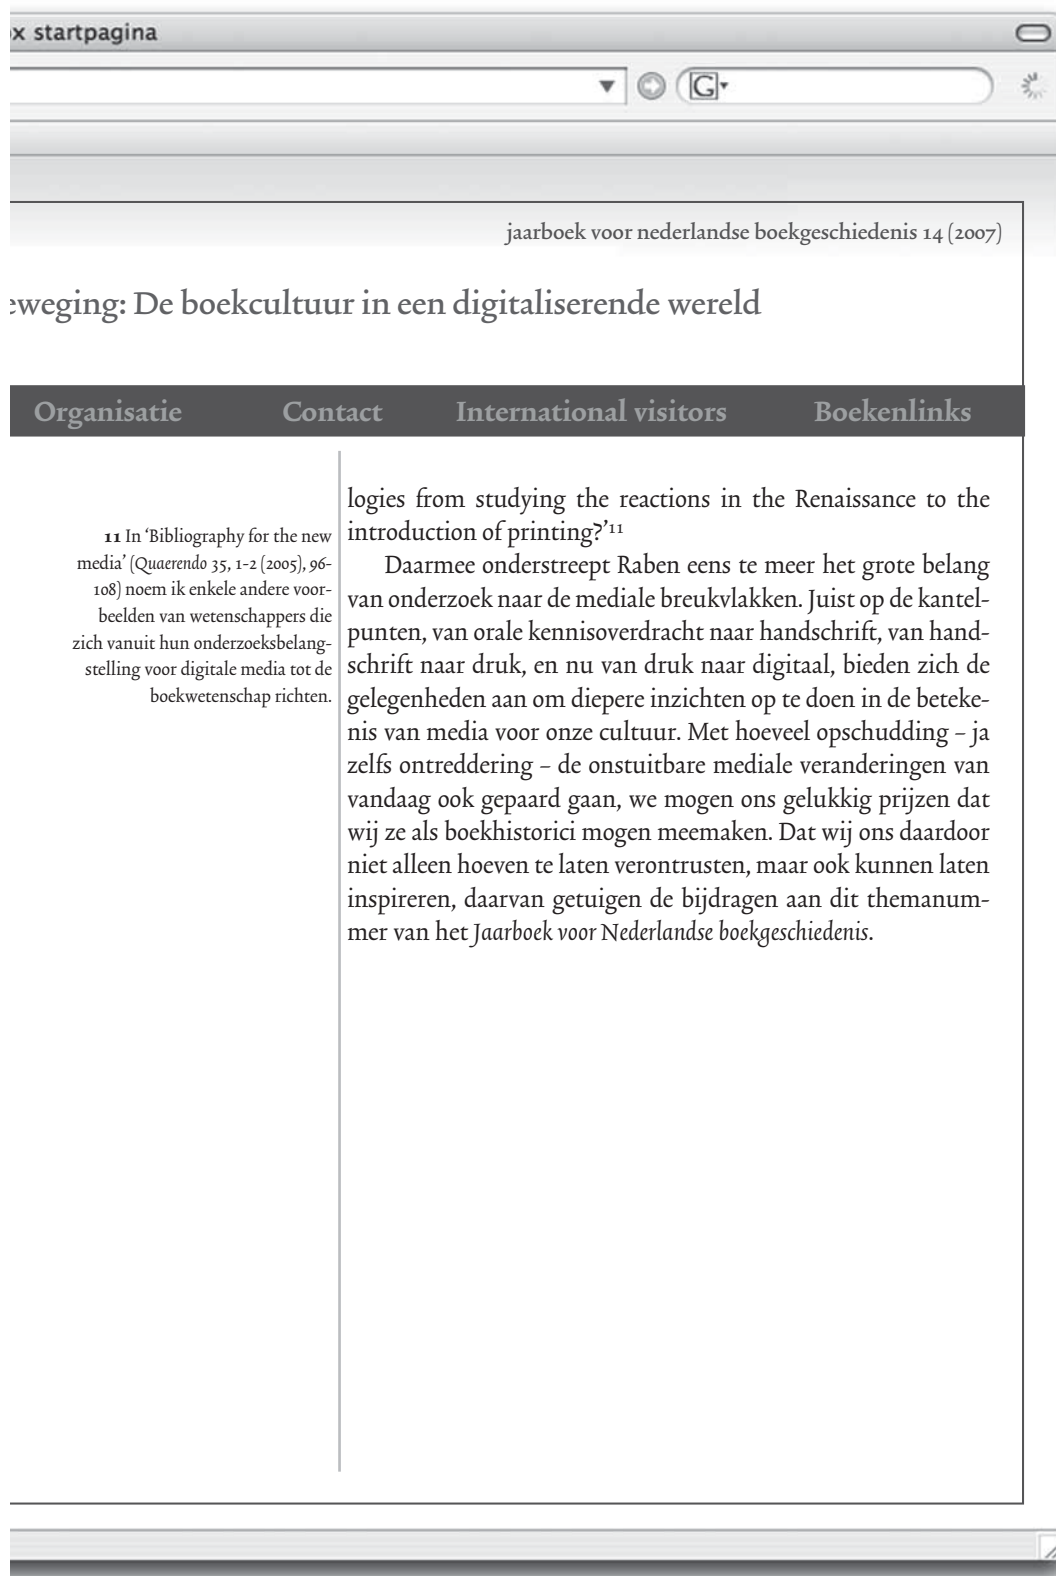 x startpagina
G
jaarboek voor nederlandse boekgeschiedenis 14 (2007)
eweging: De boekcultuur in een digitaliserende wereld
Organisatie Contact International visitors Boekenlinks
11 In ‘Bibliography for the new
media’ (Quaerendo 35, 1-2 (2005), 96-
108) noem ik enkele andere voor-
beelden van wetenschappers die
zich vanuit hun onderzoeksbelang-
stelling voor digitale media tot de
boekwetenschap richten.
logies from studying the reactions in the Renaissance to the
introduction of printing?’11
Daarmee onderstreept Raben eens te meer het grote belang
van onderzoek naar de mediale breukvlakken. Juist op de kantel-
punten, van orale kennisoverdracht naar handschrift, van hand-
schrift naar druk, en nu van druk naar digitaal, bieden zich de
gelegenheden aan om diepere inzichten op te doen in de beteke-
nis van media voor onze cultuur. Met hoeveel opschudding – ja
zelfs ontreddering – de onstuitbare mediale veranderingen van
vandaag ook gepaard gaan, we mogen ons gelukkig prijzen dat
wij ze als boekhistorici mogen meemaken. Dat wij ons daardoor
niet alleen hoeven te laten verontrusten, maar ook kunnen laten
inspireren, daarvan getuigen de bijdragen aan dit themanum-
mer van het Jaarboek voor Nederlandse boekgeschiedenis.